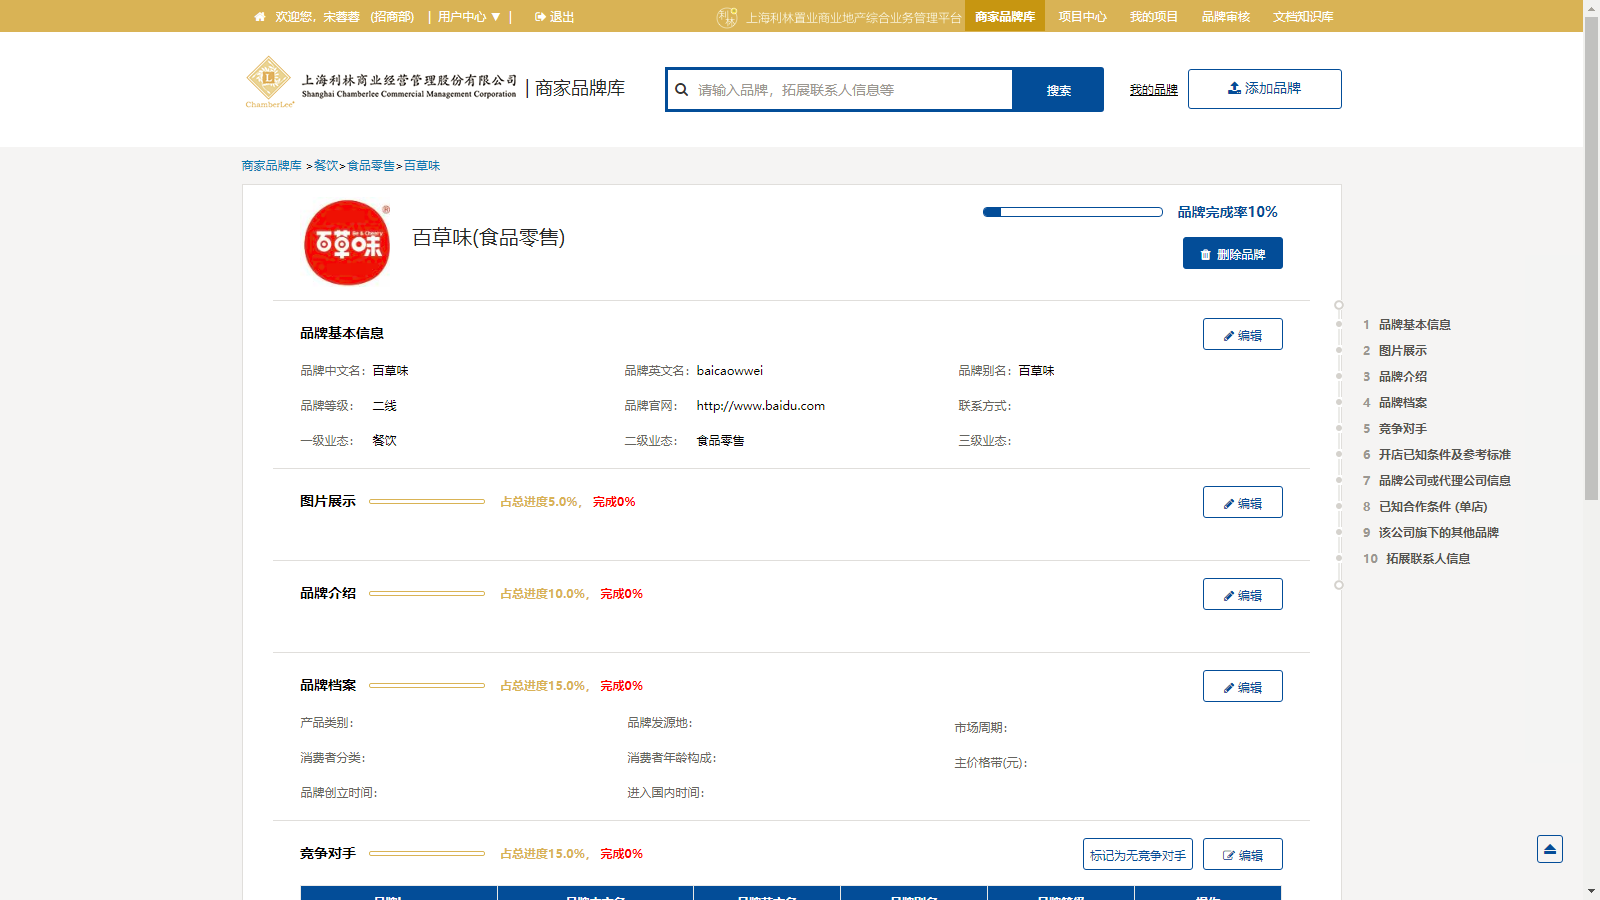 欢迎您，宋蓉蓉 (招商部) | 用户中心 ▼ | 退出
上海利林置业商业地产综合业务管理平台 商家品牌库 项目中心 我的项目 品牌审核 文档知识库
上海利林商业经营管理股份有限公司
Shanghai Chamberlee Commercial Management Corporation
ChamberLee
| 商家品牌库
请输入品牌，拓展联系人信息等
搜索
我的品牌
添加品牌
商家品牌库 >餐饮>食品零售>百草味
百草味
Be & Cheery
®
百草味(食品零售)
品牌完成率10%
删除品牌
品牌基本信息
编辑
品牌中文名： 百草味 品牌英文名： baicaowwei 品牌别名： 百草味
品牌等级： 二线 品牌官网： http://www.baidu.com 联系方式：
一级业态： 餐饮 二级业态： 食品零售 三级业态：
图片展示 占总进度5.0%， 完成0%
编辑
品牌介绍 占总进度10.0%， 完成0%
编辑
品牌档案 占总进度15.0%， 完成0%
编辑
产品类别： 品牌发源地： 市场周期：
消费者分类： 消费者年龄构成： 主价格带(元)：
品牌创立时间： 进入国内时间：
竞争对手 占总进度15.0%， 完成0%
标记为无竞争对手 编辑
1 品牌基本信息
2 图片展示
3 品牌介绍
4 品牌档案
5 竞争对手
6 开店已知条件及参考标准
7 品牌公司或代理公司信息
8 已知合作条件 (单店)
9 该公司旗下的其他品牌
10 拓展联系人信息